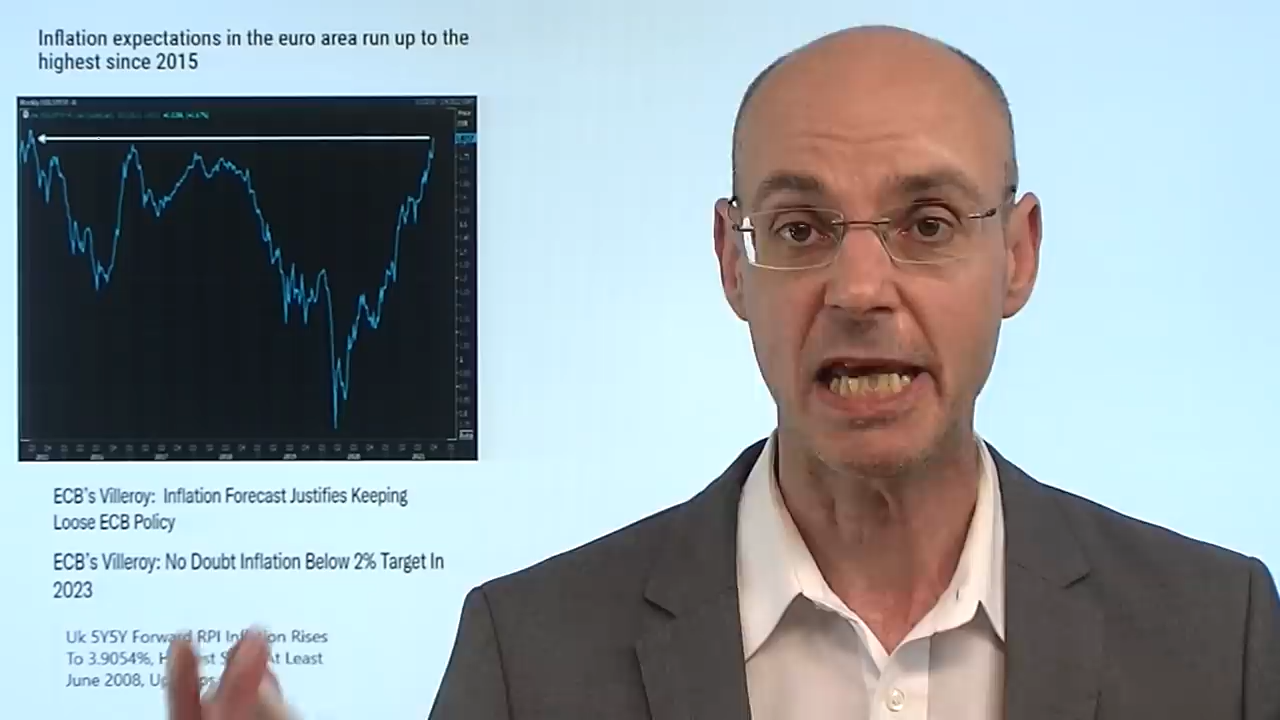 Inflation expectations in the euro area run up to the
highest since 2015
ECB's Villeroy: Inflation Forecast Justifies Keeping
Loose ECB Policy
ECB's Villeroy: No Doubt Inflation Below 2% Target In
2023
Uk 5Y5Y Forward RPI Rises
To 3.9054%, At Least
June 2008,